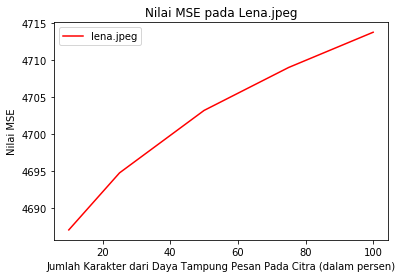 Nilai MSE pada Lena.jpeg
4715
lena.jpeg
4710
4705
4700
4695
4690
Nilai MSE
20
40
60
80
100
Jumlah Karakter dari Daya Tampung Pesan Pada Citra (dalam persen)